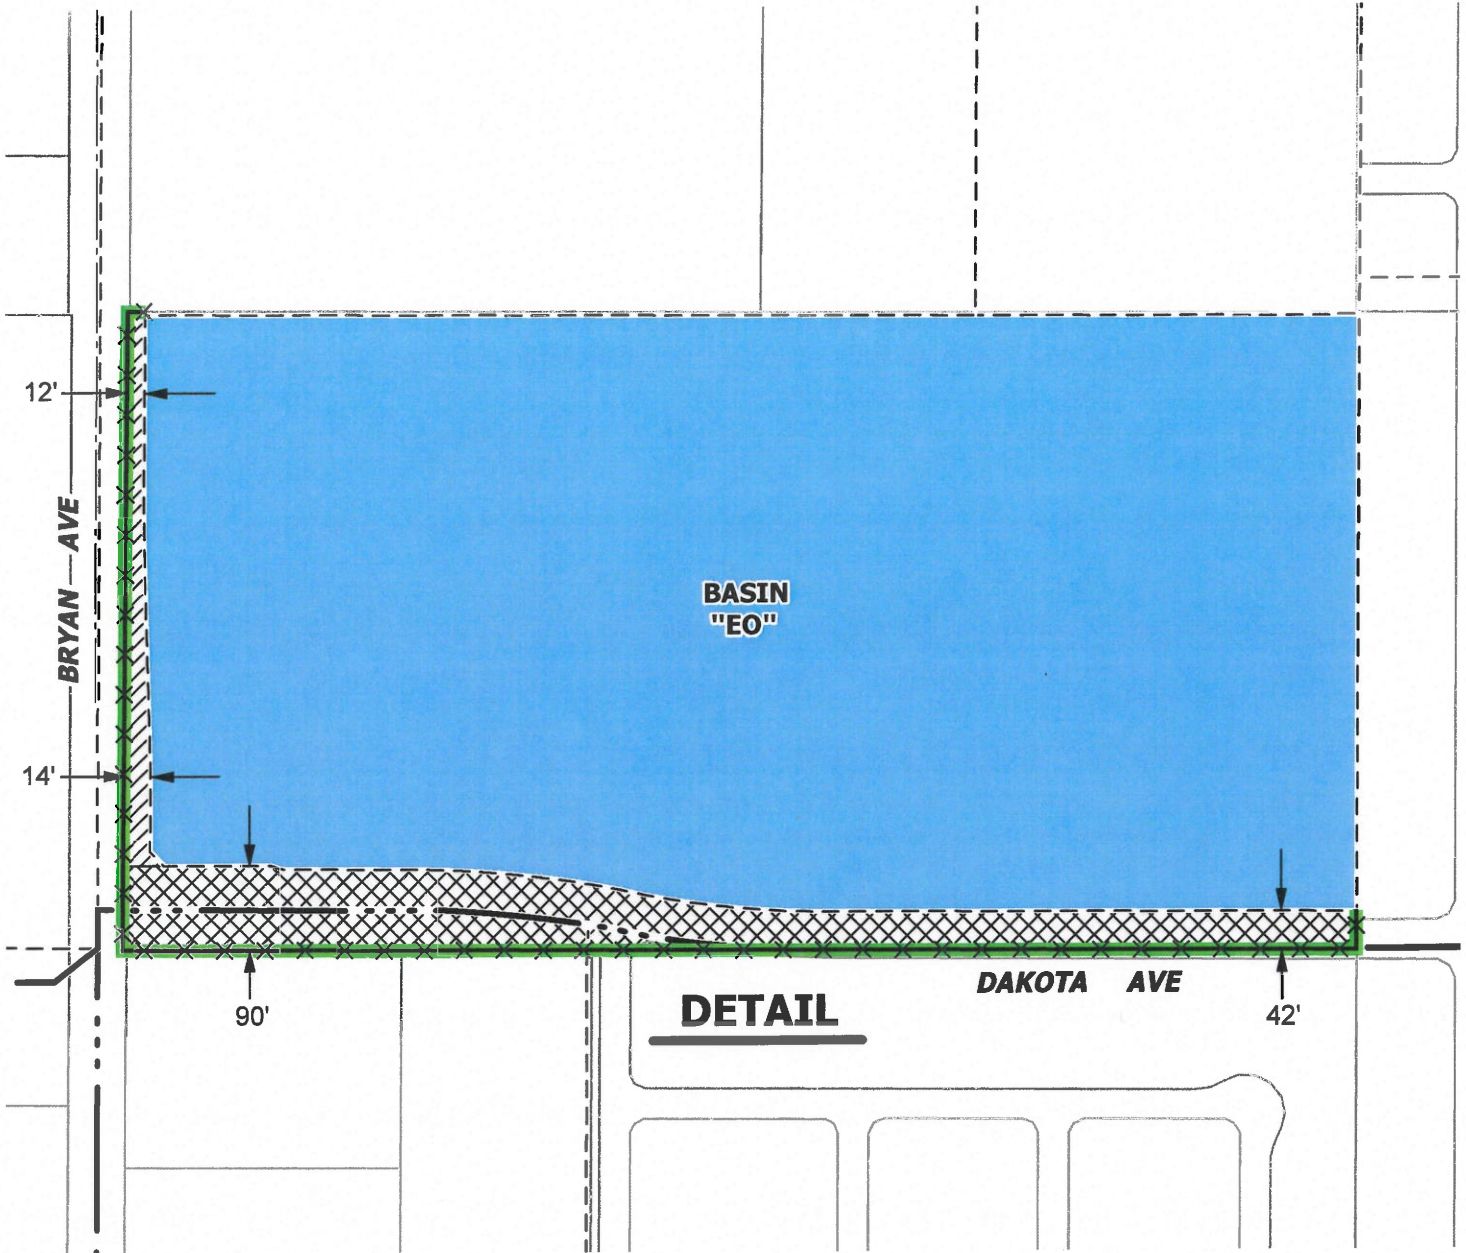 12'
BRYAN AVE
BASIN
"EO"
14'
DAKOTA AVE
90'
DETAIL
42'